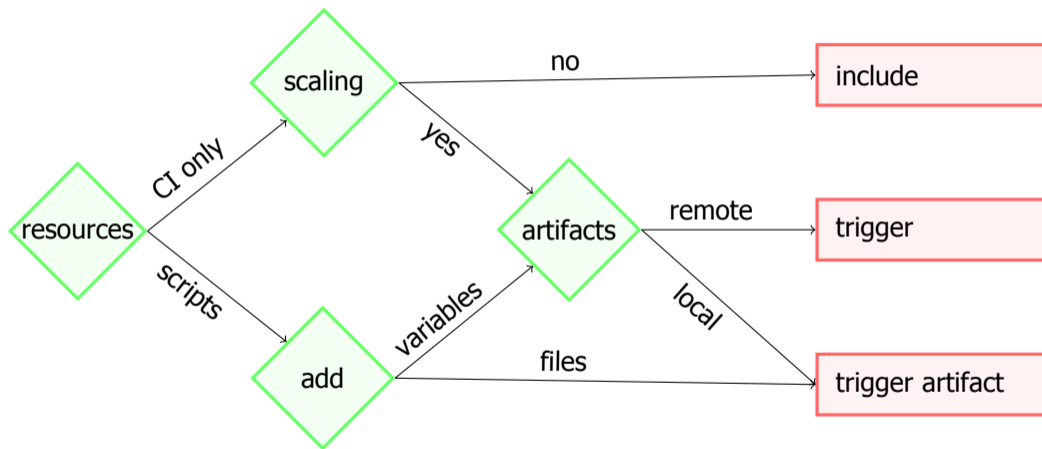 no
scaling
include
yes
CI only
remote
resources
artifacts
trigger
scripts
local
variables
files
add
trigger artifact